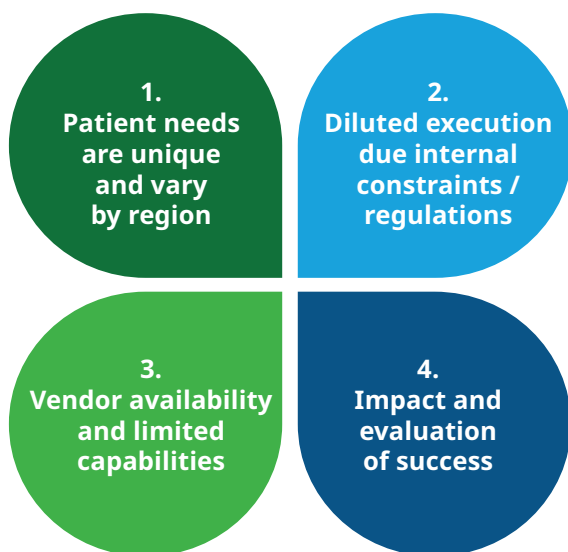 1.
Patient needs
are unique
and vary
by region
2.
Diluted execution
due internal
constraints /
regulations
3.
Vendor availability
and limited
capabilities
4.
Impact and
evaluation
of success